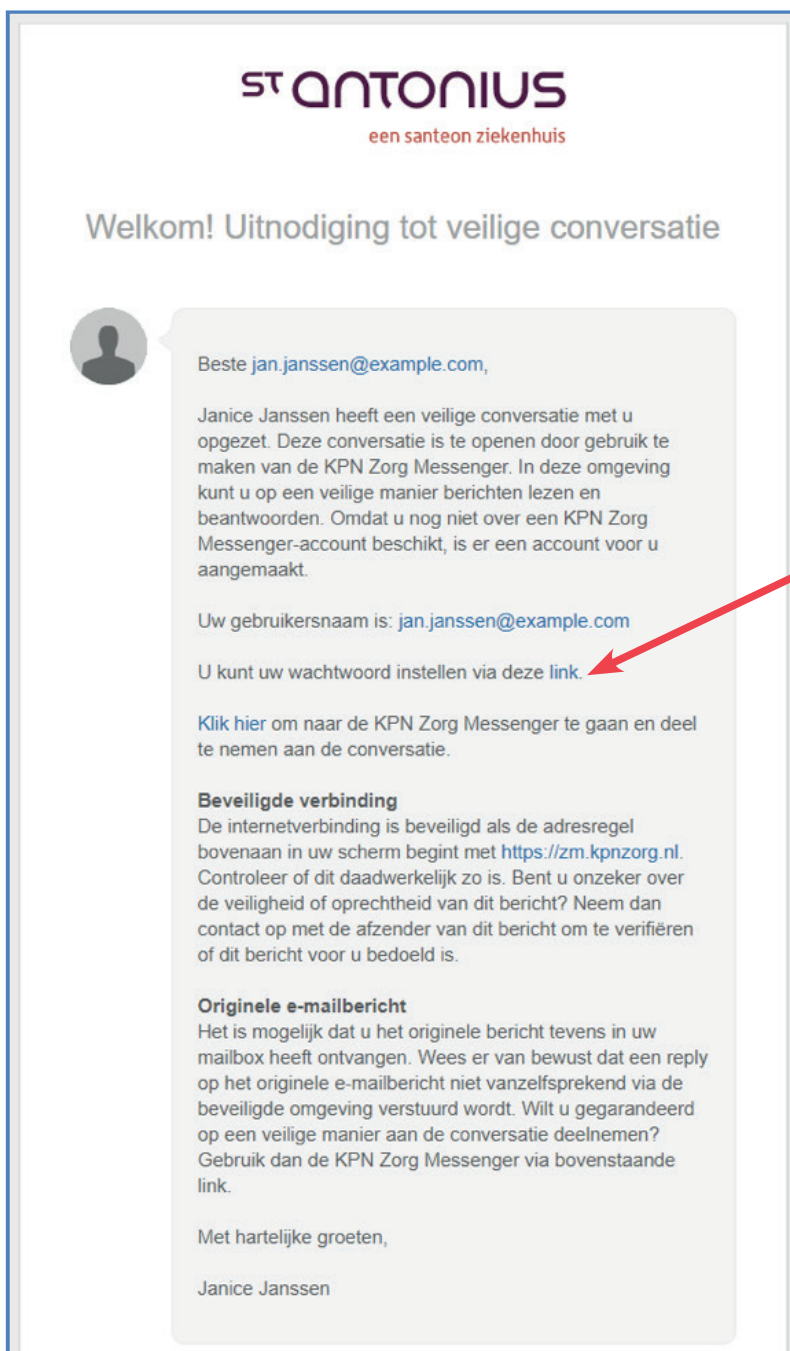 ST antonius
een santeon ziekenhuis
Welkom! Uitnodiging tot veilige conversatie
Beste jan.janssen@example.com,
Janice Janssen heeft een veilige conversatie met u
opgezet. Deze conversatie is te openen door gebruik te
maken van de KPN Zorg Messenger. In deze omgeving
kunt u op een veilige manier berichten lezen en
beantwoorden. Omdat u nog niet over een KPN Zorg
Messenger-account beschikt, is er een account voor u
aangemaakt.
Uw gebruikersnaam is: jan.janssen@example.com
U kunt uw wachtwoord instellen via deze link.
Klik hier om naar de KPN Zorg Messenger te gaan en deel
te nemen aan de conversatie.
Beveiligde verbinding
De internetverbinding is beveiligd als de adresregel
bovenaan in uw scherm begint met https://zm.kpnzorg.nl.
Controleer of dit daadwerkelijk zo is. Bent u onzeker over
de veiligheid of oprechtheid van dit bericht? Neem dan
contact op met de afzender van dit bericht om te verifiëren
of dit bericht voor u bedoeld is.
Originele e-mailbericht
Het is mogelijk dat u het originele bericht tevens in uw
mailbox heeft ontvangen. Wees er van bewust dat een reply
op het originele e-mailbericht niet vanzelfsprekend via de
beveiligde omgeving verstuurd wordt. Wilt u gegarandeerd
op een veilige manier aan de conversatie deelnemen?
Gebruik dan de KPN Zorg Messenger via bovenstaande
link.
Met hartelijke groeten,
Janice Janssen